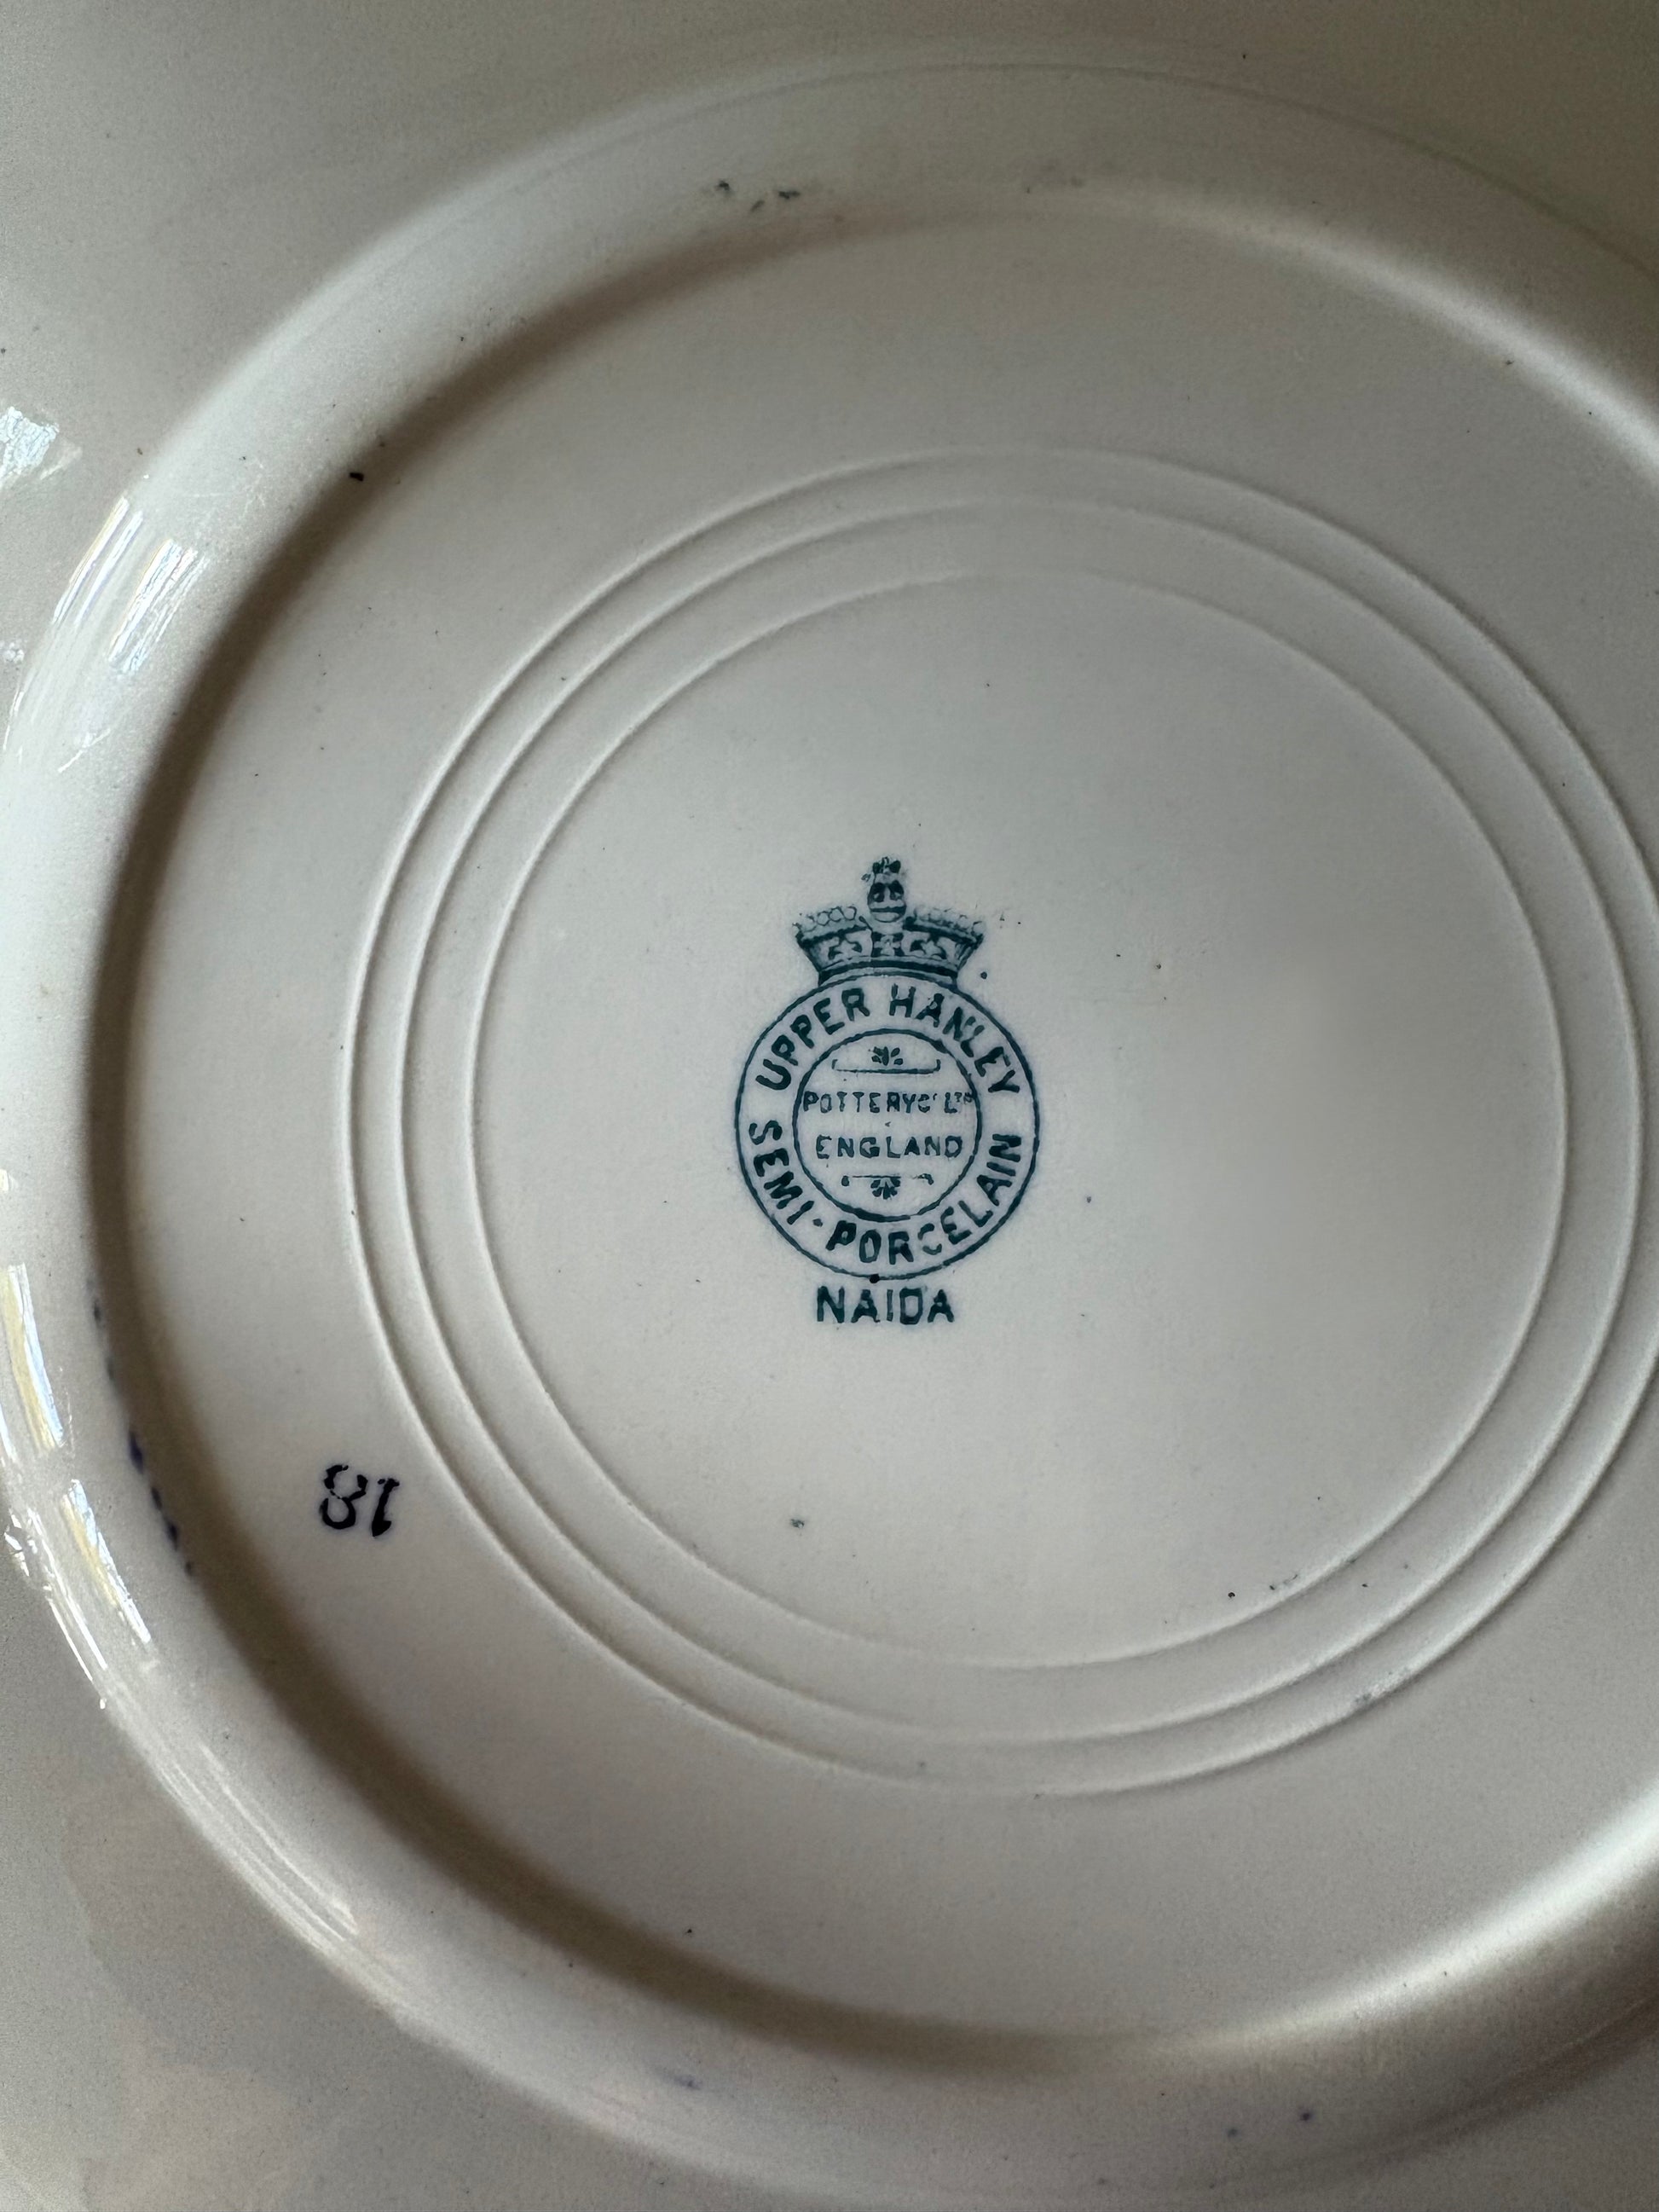 UPPER HANLEY
POTTERY Cº LTD
ENGLAND
SEMI-PORCELAIN
NAIDA
18